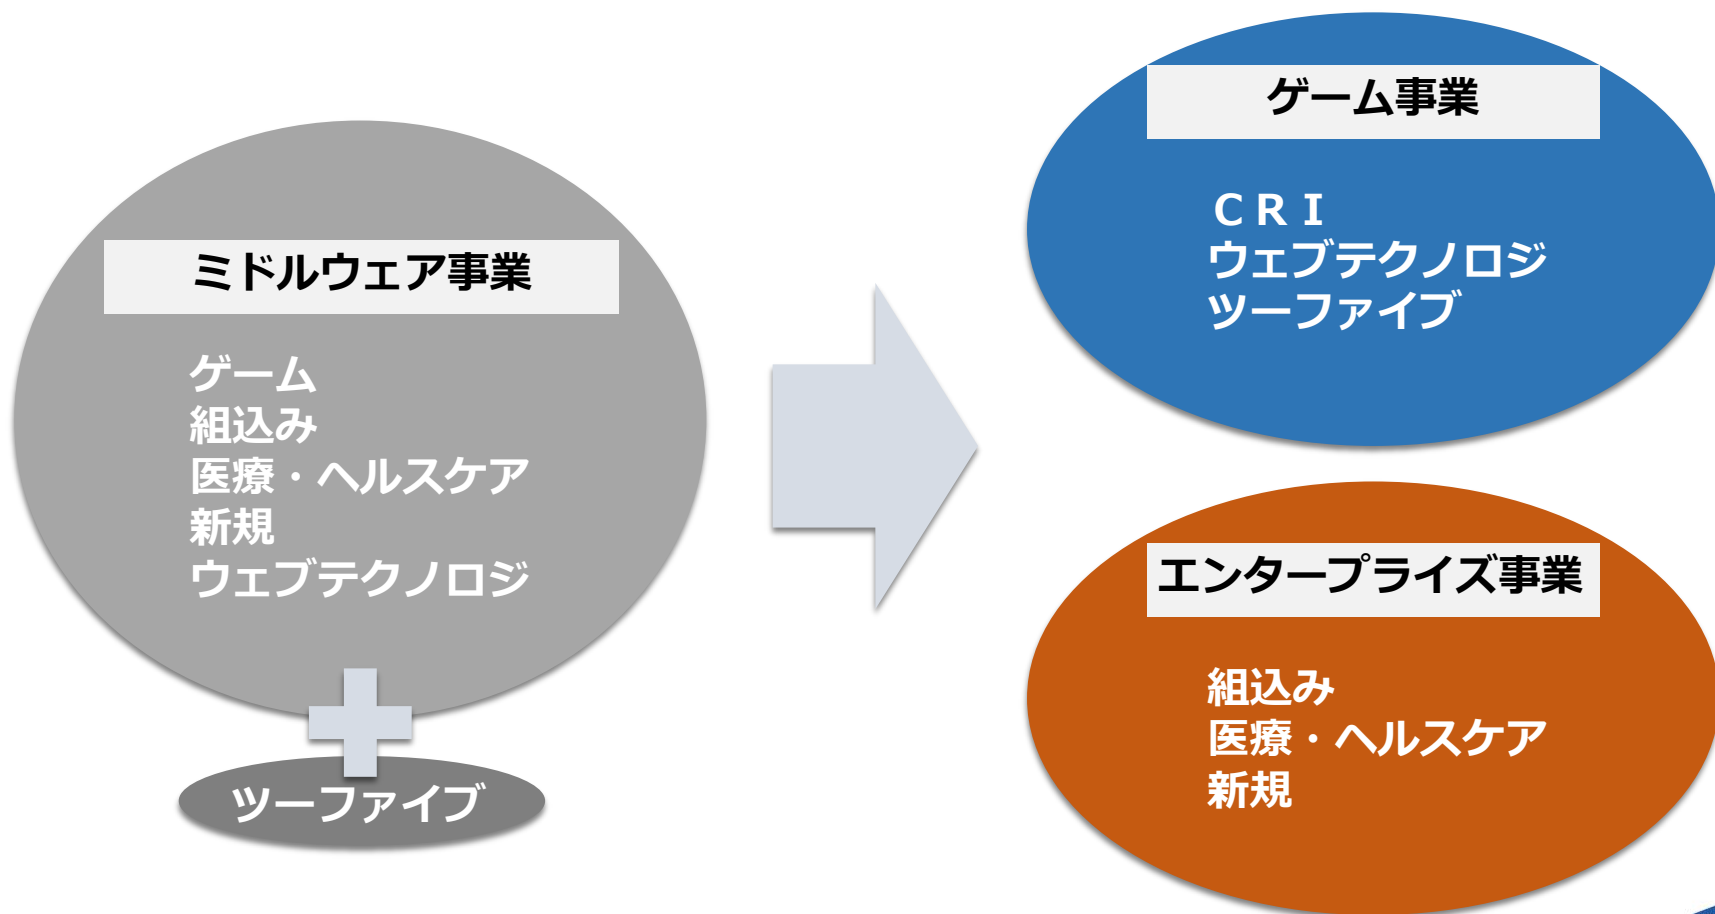 ミドルウェア事業
ゲーム
組込み
医療・ヘルスケア
新規
ウェブテクノロジ
ツーファイブ
ゲーム事業
ＣＲＩ
ウェブテクノロジ
ツーファイブ
エンタープライズ事業
組込み
医療・ヘルスケア
新規